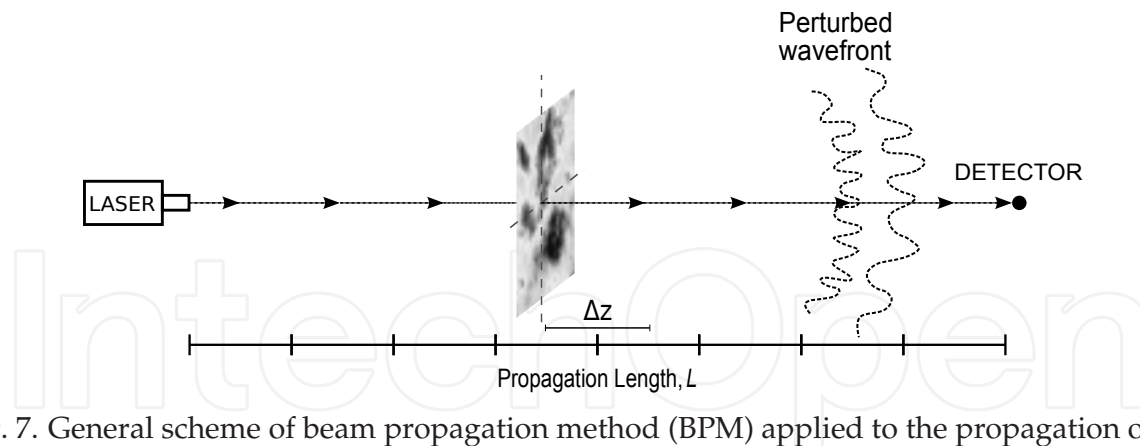 Perturbed
wavefront
DETECTOR
LASER
Δz
Propagation Length, L
IntechOpen
. 7. General scheme of beam propagation method (BPM) applied to the propagation o